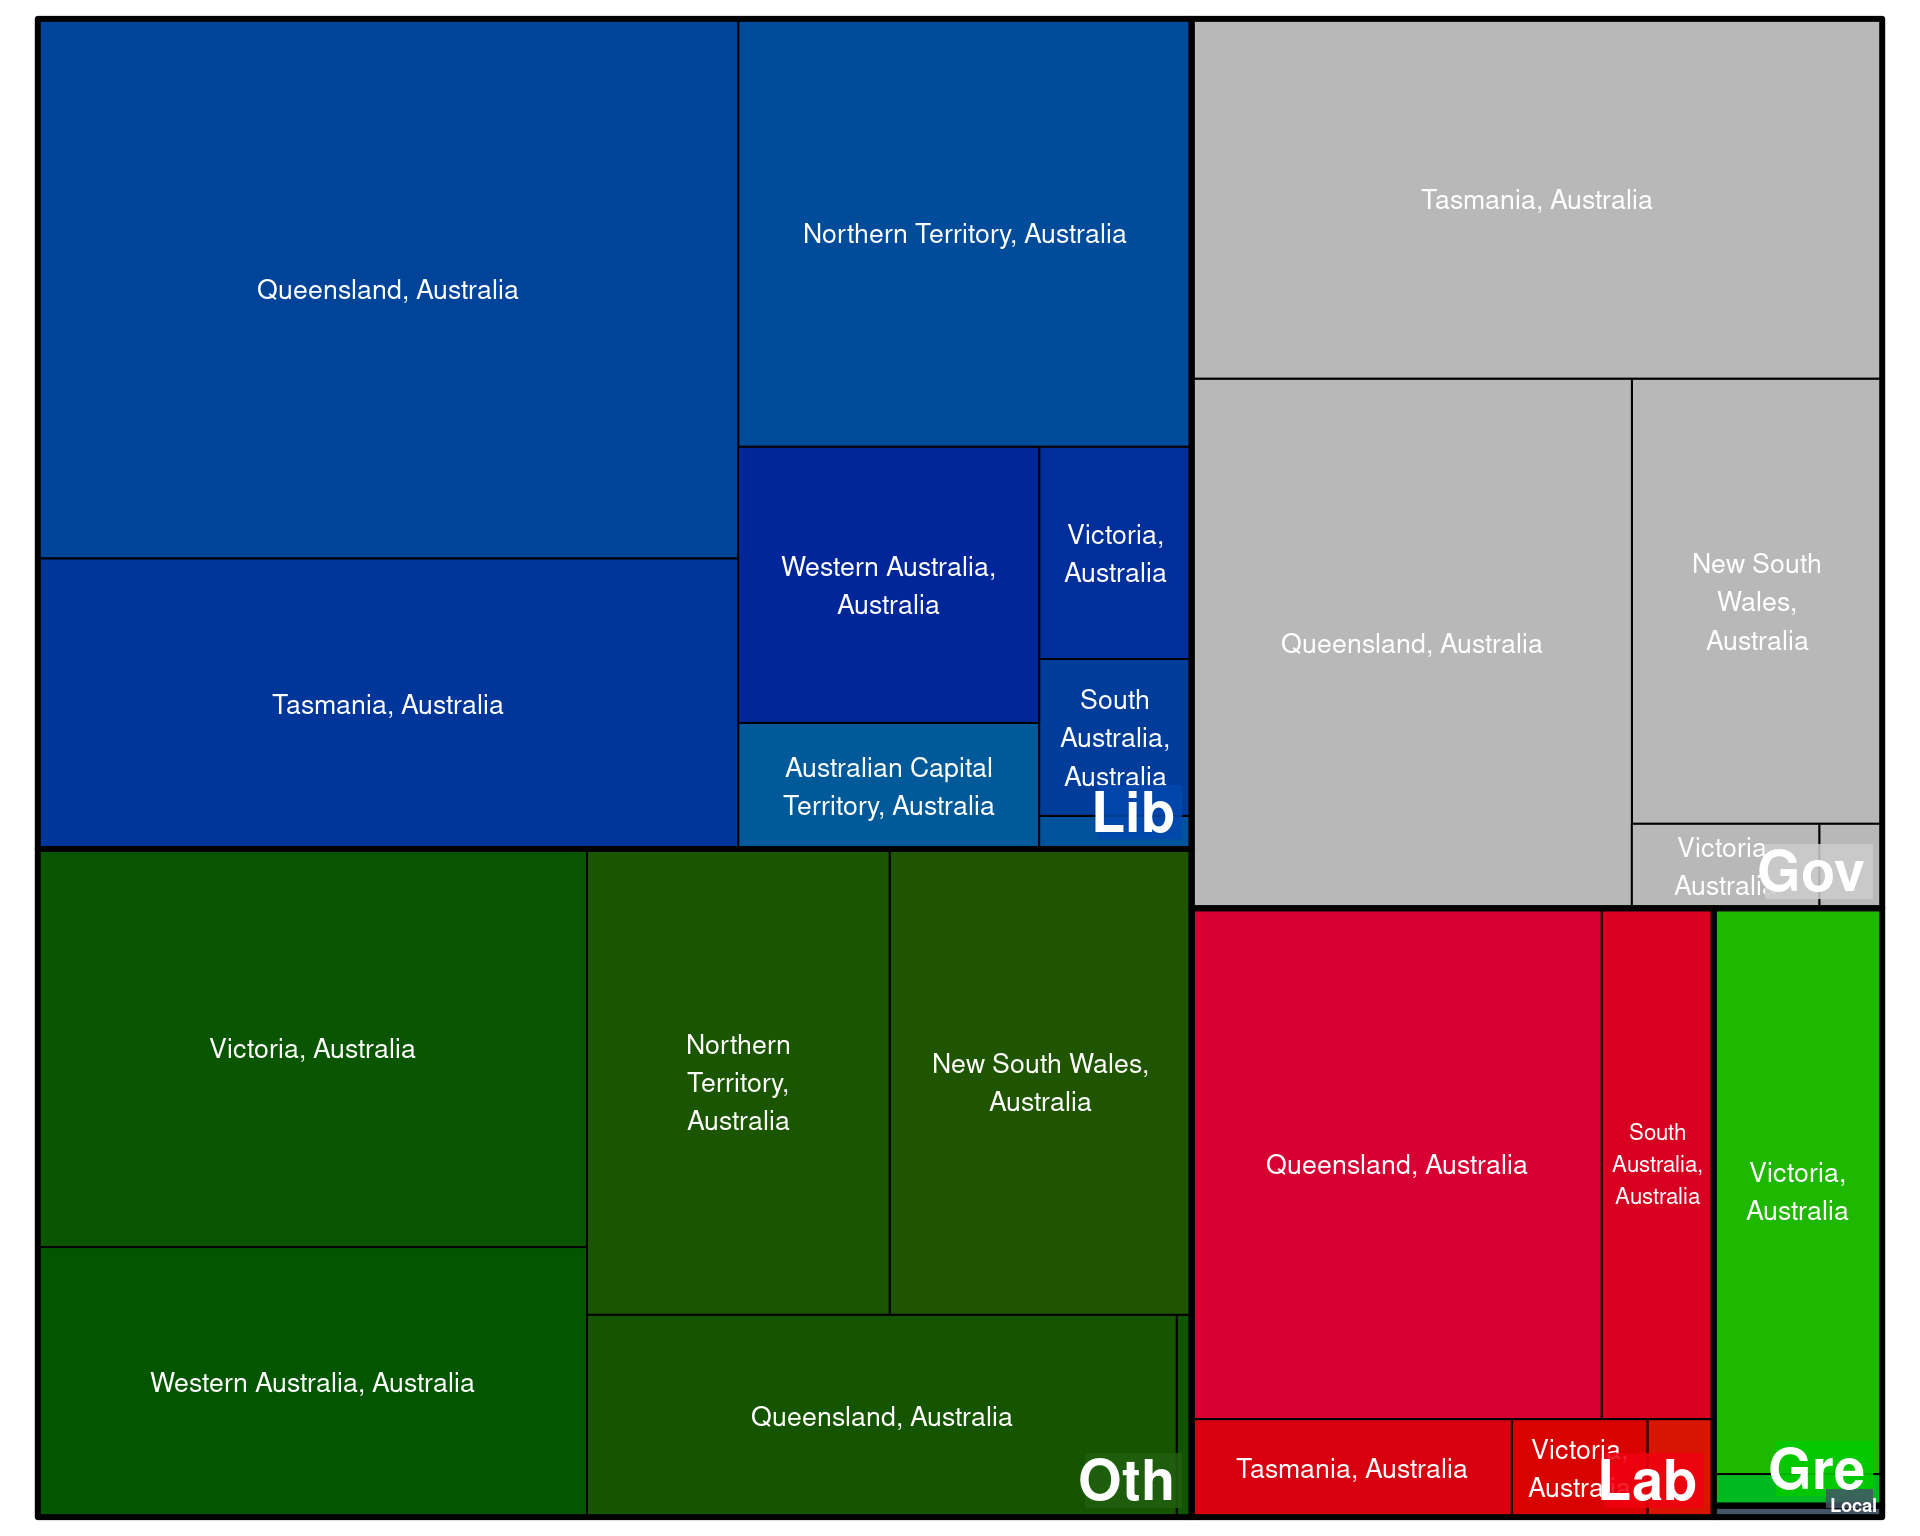 Queensland, Australia
Tasmania, Australia
Northern Territory, Australia
Western Australia,
Australia
Australian Capital
Territory, Australia
Victoria,
Australia
South
Australia,
Australia
Lib
Tasmania, Australia
Queensland, Australia
New South
Wales,
Australia
Victoria,
Australia
Gov
Victoria, Australia
Western Australia, Australia
Northern
Territory,
Australia
New South Wales,
Australia
Queensland, Australia
Oth
Queensland, Australia
South
Australia,
Australia
Tasmania, Australia
Victoria,
Australia
Lab
Victoria,
Australia
Gre
Local